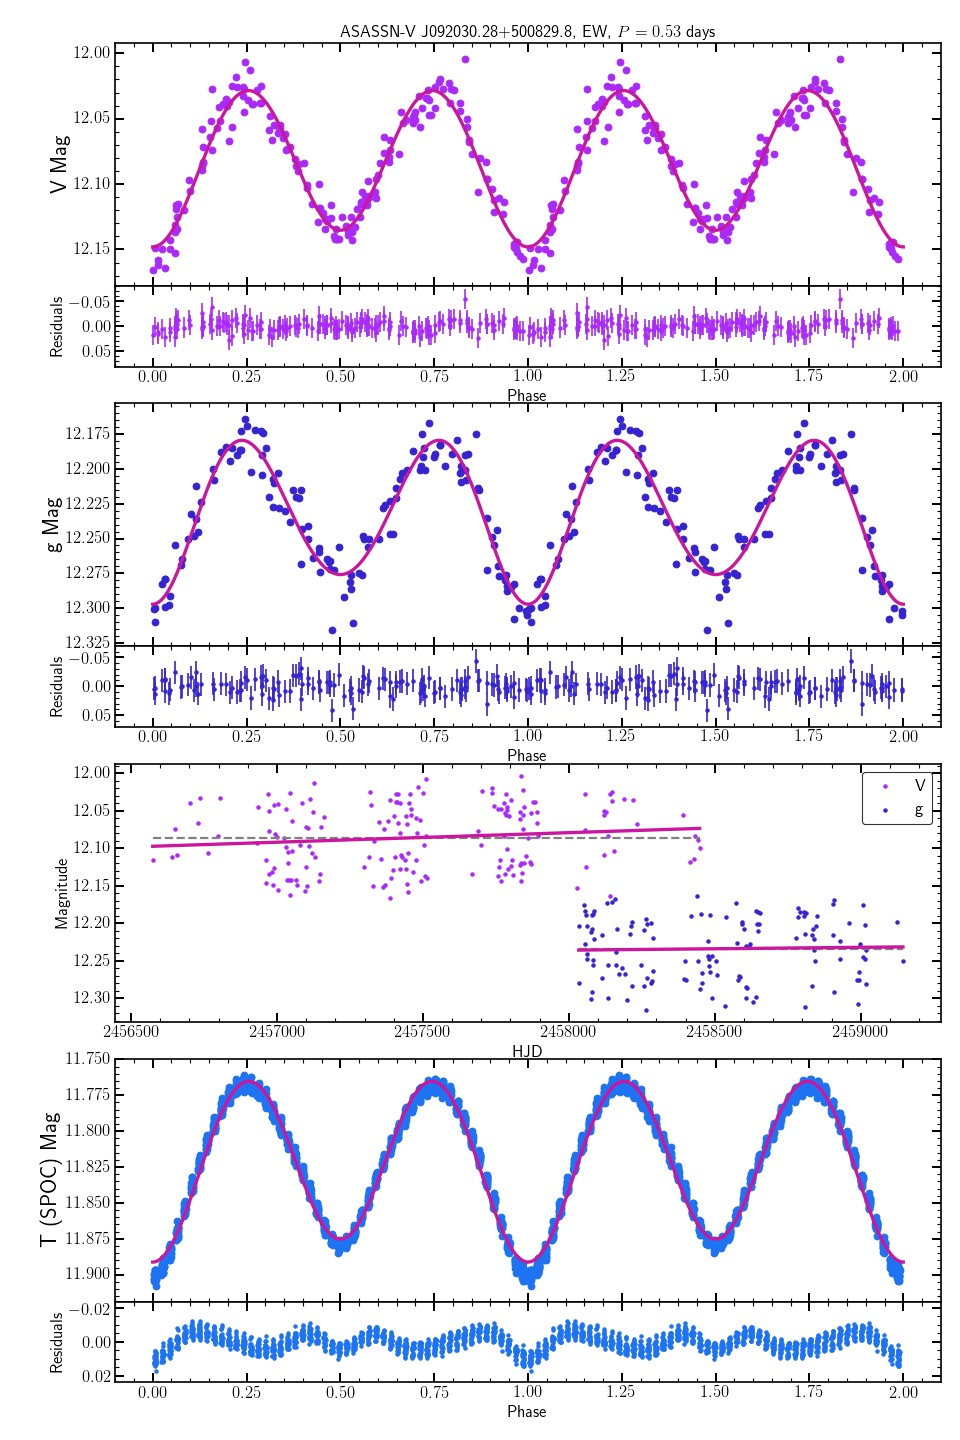 ASASSN-V J092030.28+500829.8, EW, P = 0.53 days
12.00
12.05
12.10
12.15
V Mag
−0.05
0.00
0.05
Residuals
0.00 0.25 0.50 0.75 1.00 1.25 1.50 1.75 2.00
Phase
12.175
12.200
12.225
12.250
12.275
12.300
12.325
g Mag
−0.05
0.00
0.05
Residuals
0.00 0.25 0.50 0.75 1.00 1.25 1.50 1.75 2.00
Phase
12.00
12.05
12.10
12.15
12.20
12.25
12.30
Magnitude
V
g
2456500 2457000 2457500 2458000 2458500 2459000
HJD
11.750
11.775
11.800
11.825
11.850
11.875
11.900
T (SPOC) Mag
−0.02
0.00
0.02
Residuals
0.00 0.25 0.50 0.75 1.00 1.25 1.50 1.75 2.00
Phase